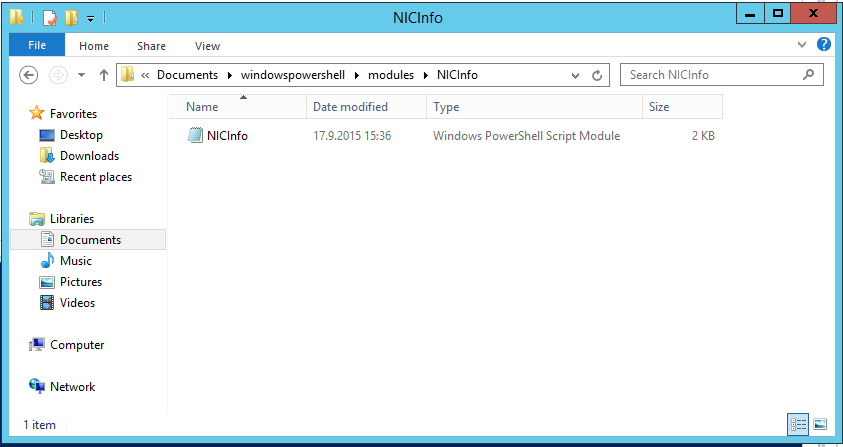 NICInfo
File Home Share View
« Documents windowspowershell modules NICInfo
Search NICInfo
Name Date modified Type Size
NICInfo 17.9.2015 15:36 Windows PowerShell Script Module 2 KB
Favorites
Desktop
Downloads
Recent places
Libraries
Documents
Music
Pictures
Videos
Computer
Network
1 item